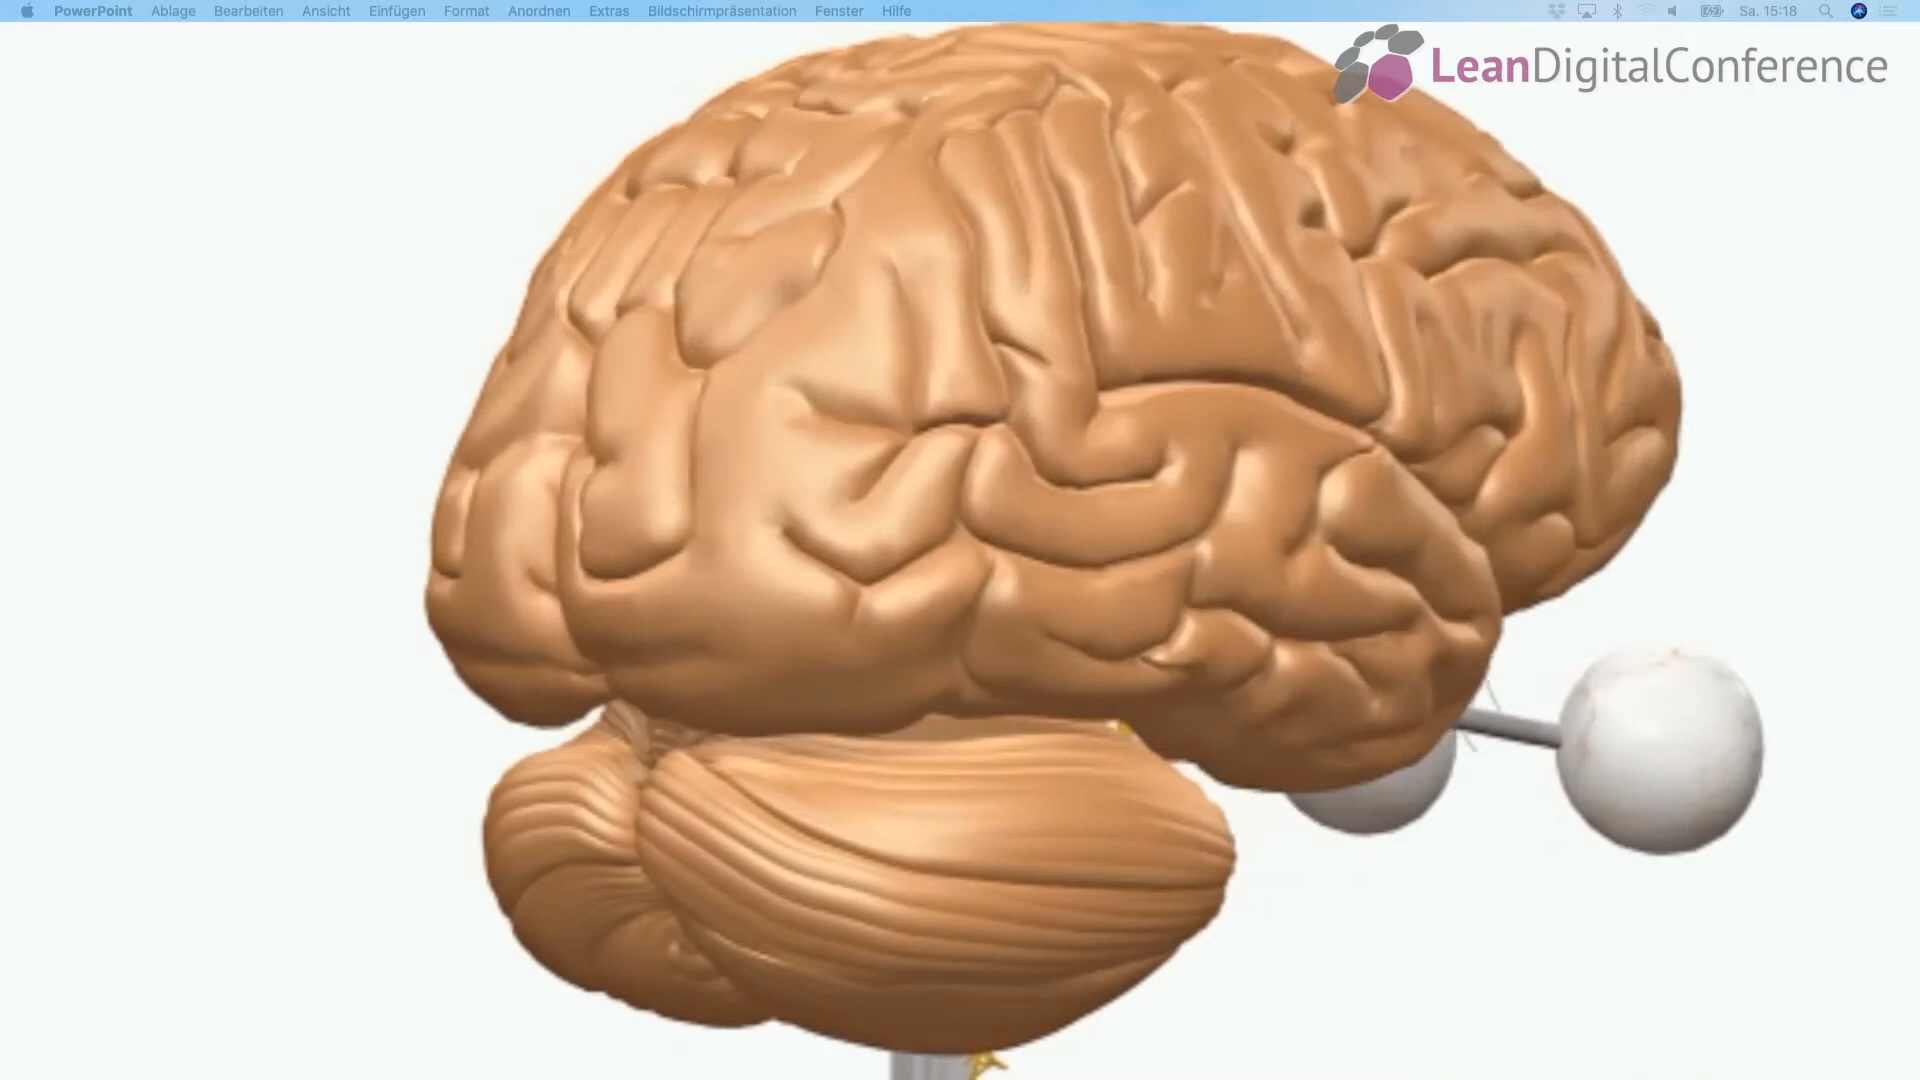 PowerPoint Ablage Bearbeiten Ansicht Einfügen Format Anordnen Extras Bildschirmpräsentation Fenster Hilfe Sa. 15:18
LeanDigitalConference